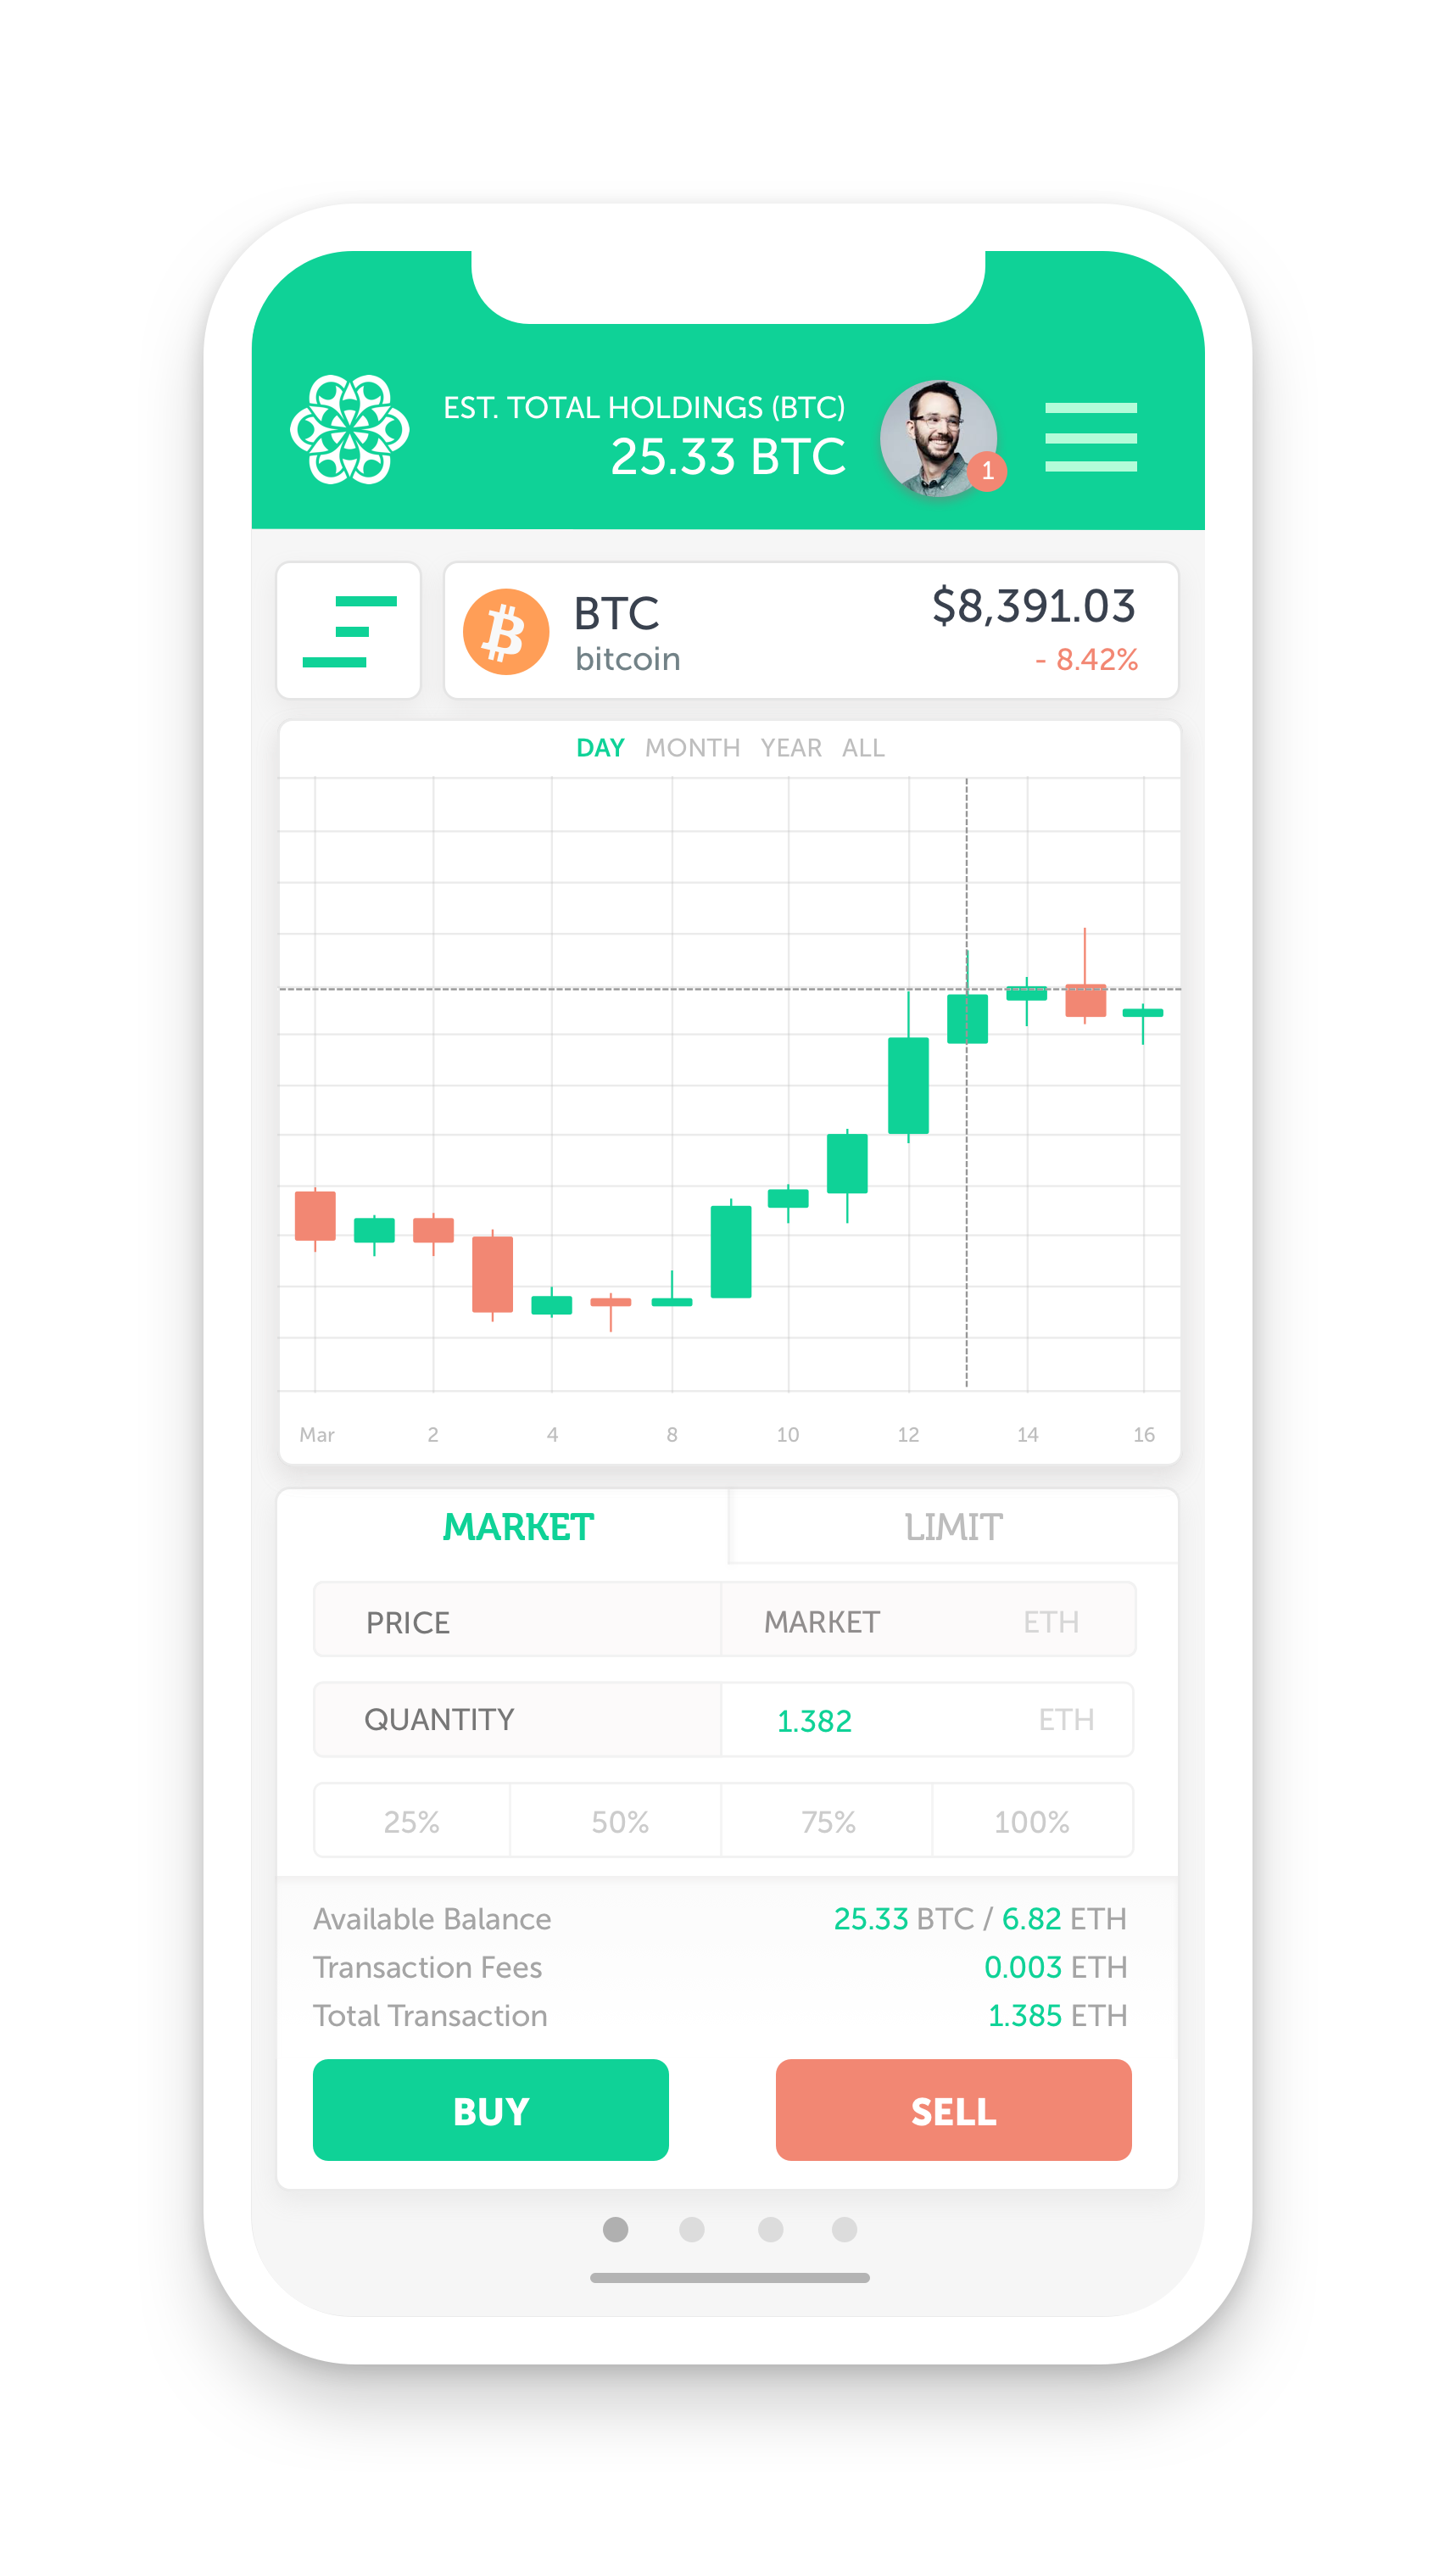 EST. TOTAL HOLDINGS (BTC)
25.33 BTC
1
BTC
bitcoin
$8,391.03
- 8.42%
DAY MONTH YEAR ALL
Mar 2 4 8 10 12 14 16
MARKET LIMIT
PRICE MARKET ETH
QUANTITY 1.382 ETH
25% 50% 75% 100%
Available Balance 25.33 BTC / 6.82 ETH
Transaction Fees 0.003 ETH
Total Transaction 1.385 ETH
BUY SELL